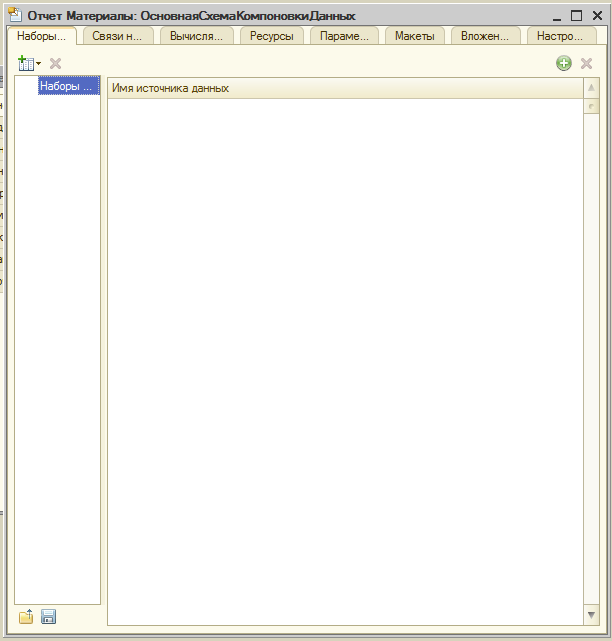 Отчет Материалы: ОсновнаяСхемаКомпоновкиДанных
Наборы... Связи н... Вычисля... Ресурсы Параме... Макеты Вложен... Настро...
Наборы ... Имя источника данных